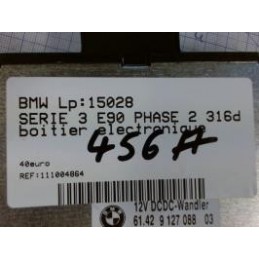 BMW Lp:15028
SERIE 3 E90 PHASE 2 316d
boitier electronique
456A
40euro
REF:111004864
12V DCDC-Wandler
61.42 9 127 088 03